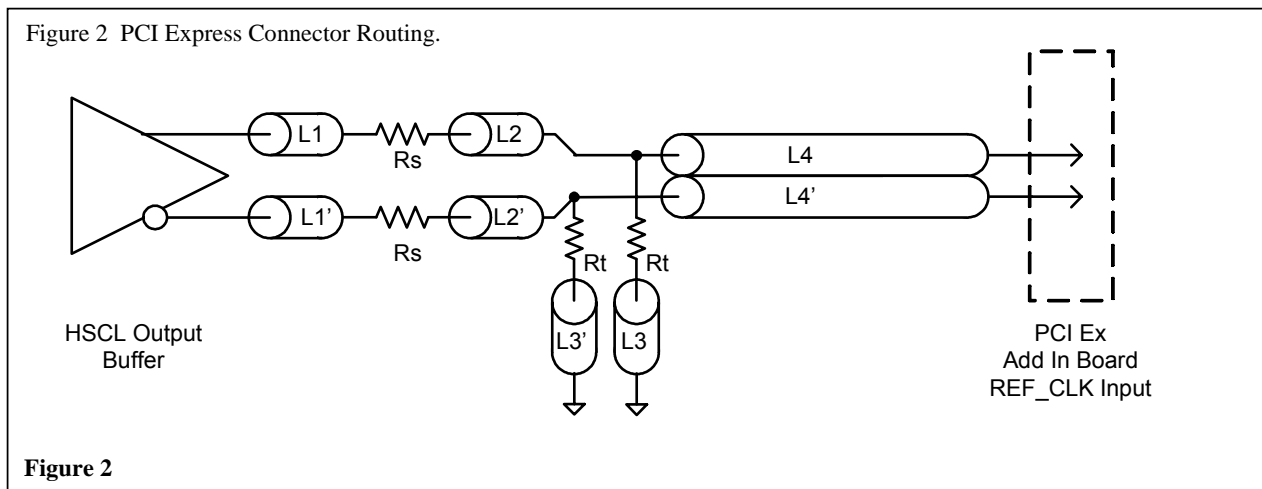 Figure 2 PCI Express Connector Routing.
L1
Rs
L2
L4
L1'
Rs
L2'
L4'
Rt
Rt
L3'
L3
HSCL Output
Buffer
PCI Ex
Add In Board
REF_CLK Input
Figure 2